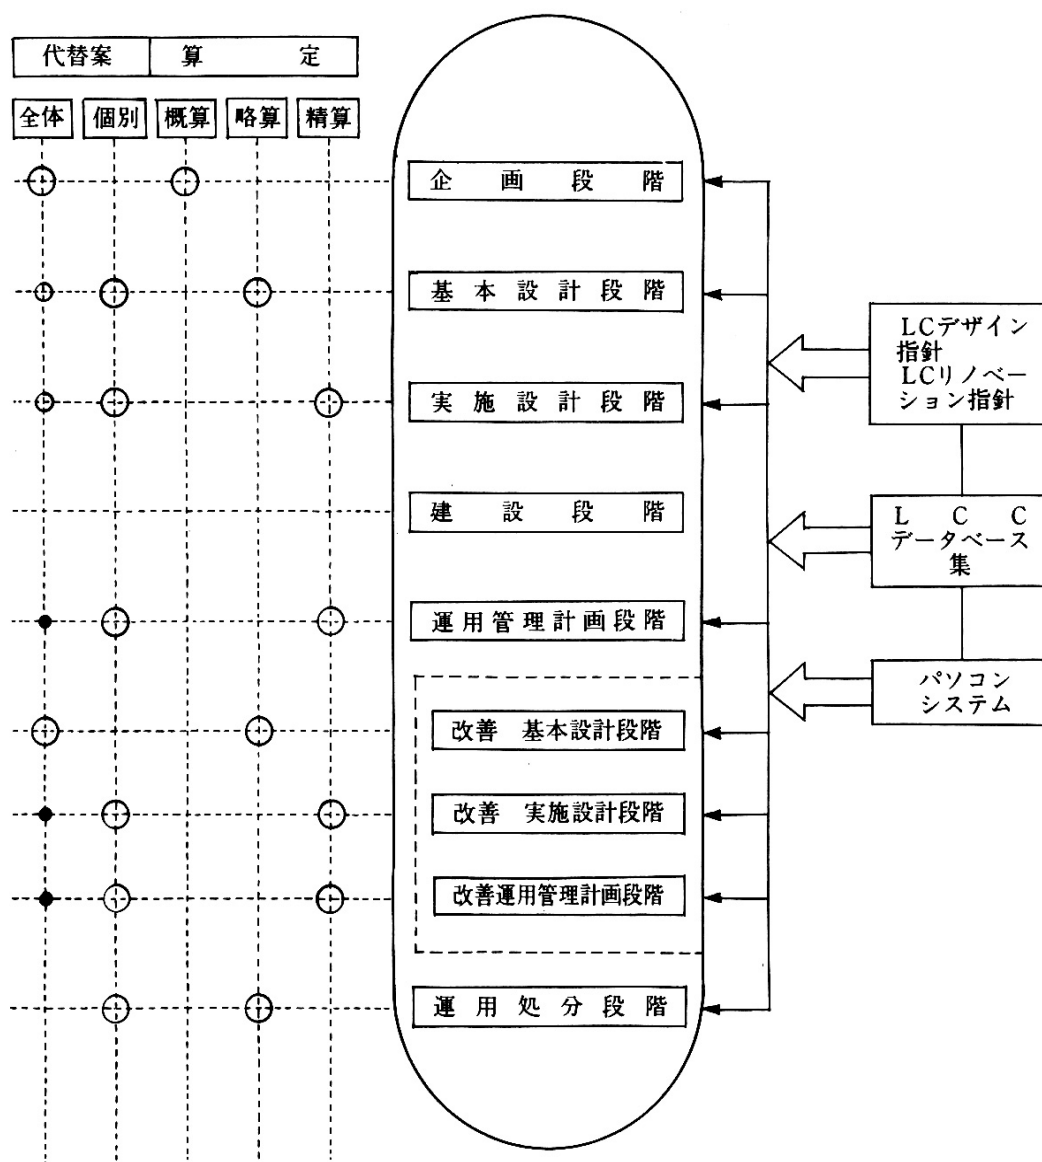 代替案 算定
全体 個別 概算 略算 精算
企画段階
基本設計段階
実施設計段階
建設段階
運用管理計画段階
改善 基本設計段階
改善 実施設計段階
改善運用管理計画段階
運用処分段階
LCデザイン
指針
LCリノベー
ション指針
LCC
データベース
集
パソコン
システム